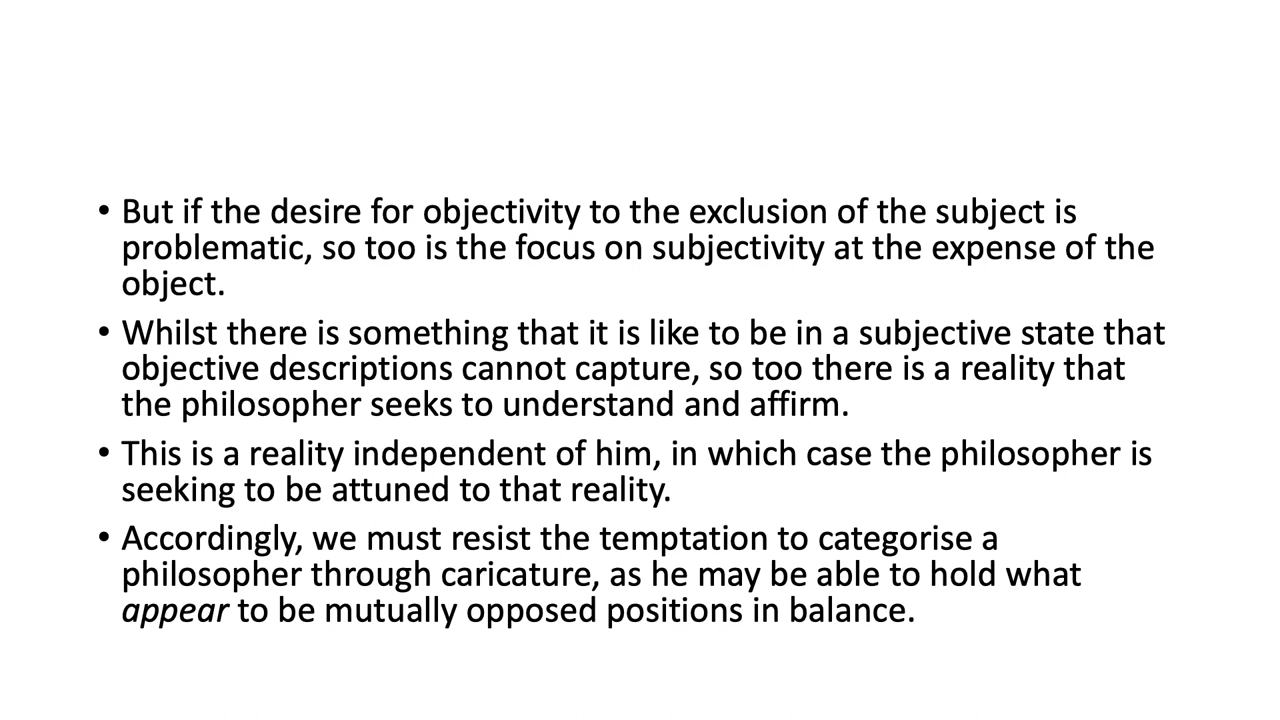 • But if the desire for objectivity to the exclusion of the subject is
problematic, so too is the focus on subjectivity at the expense of the
object.
• Whilst there is something that it is like to be in a subjective state that
objective descriptions cannot capture, so too there is a reality that
the philosopher seeks to understand and affirm.
• This is a reality independent of him, in which case the philosopher is
seeking to be attuned to that reality.
• Accordingly, we must resist the temptation to categorise a
philosopher through caricature, as he may be able to hold what
appear to be mutually opposed positions in balance.